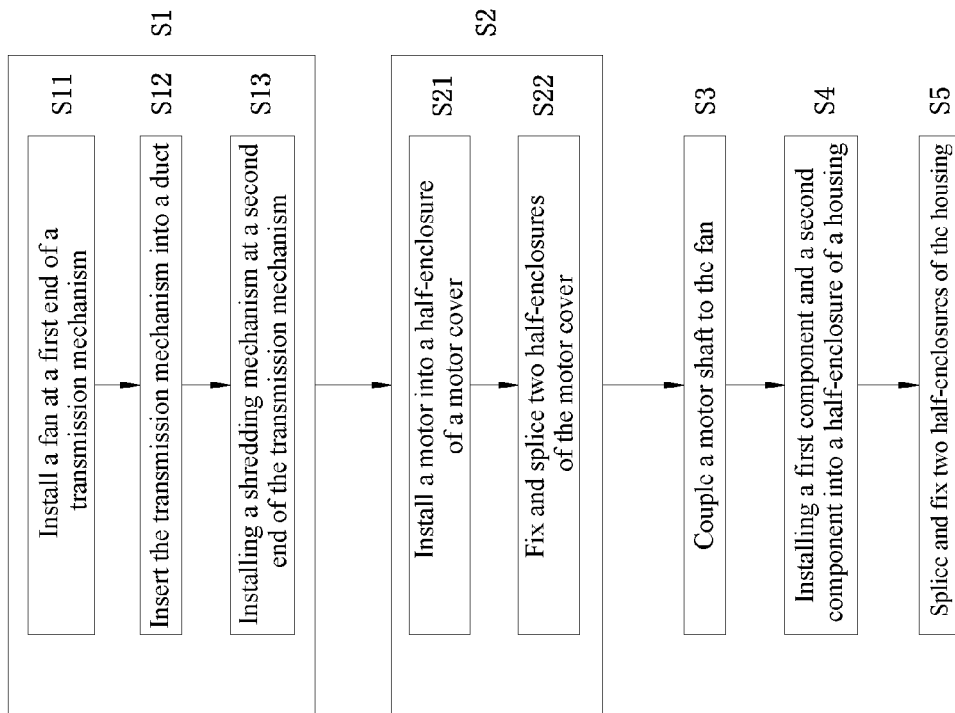 S1
Install a fan at a first end of a
transmission mechanism
S11
Insert the transmission mechanism into a duct
S12
Installing a shredding mechanism at a second
end of the transmission mechanism
S13
S2
Install a motor into a half-enclosure
of a motor cover
S21
Fix and splice two half-enclosures
of the motor cover
S22
Couple a motor shaft to the fan
S3
Installing a first component and a second
component into a half-enclosure of a housing
S4
Splice and fix two half-enclosures of the housing
S5